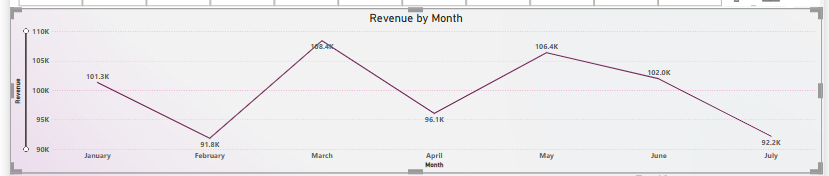 Revenue by Month
110K
105K
100K
95K
90K
Revenue
101.3K
91.8K
108.4K
96.1K
106.4K
102.0K
92.2K
January February March April May June July
Month